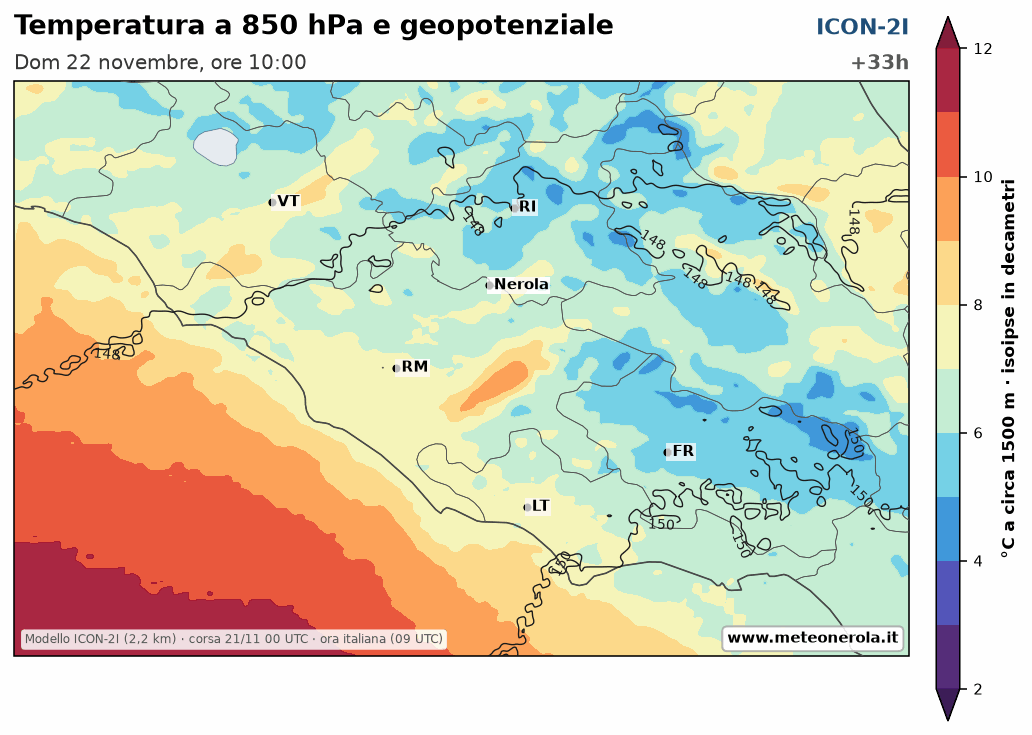 Temperatura a 850 hPa e geopotenziale
ICON-2I
Dom 22 novembre, ore 10:00
+33h
12
10
8
6
4
2
°C a circa 1500 m · isoipse in decametri
VT
RI
148
148
148
148
148
148
Nerola
148
RM
FR
150
150
LT
150
150
150
Modello ICON-2I (2,2 km) · corsa 21/11 00 UTC · ora italiana (09 UTC)
www.meteonerola.it